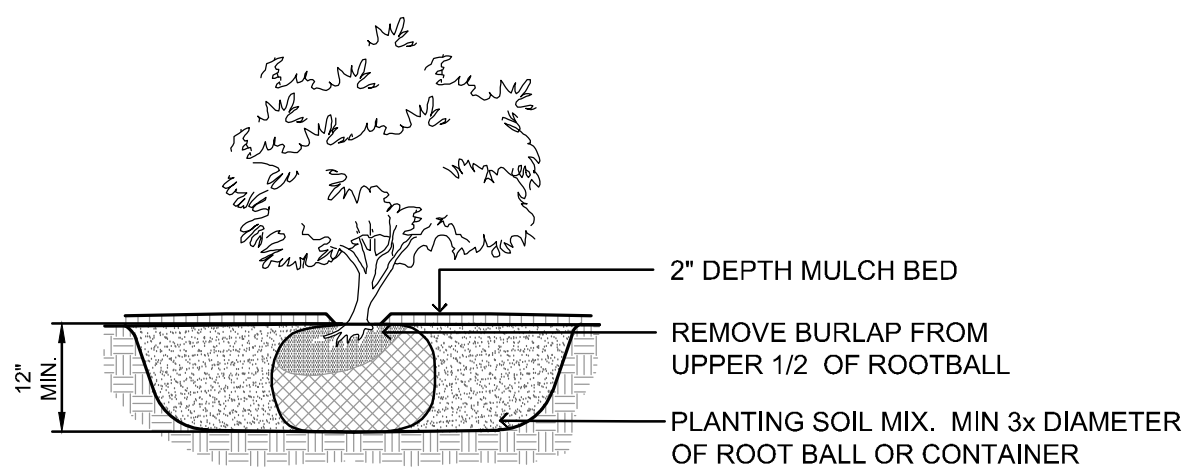 2" DEPTH MULCH BED
REMOVE BURLAP FROM
UPPER 1/2 OF ROOTBALL
12"
MIN.
PLANTING SOIL MIX. MIN 3x DIAMETER
OF ROOT BALL OR CONTAINER